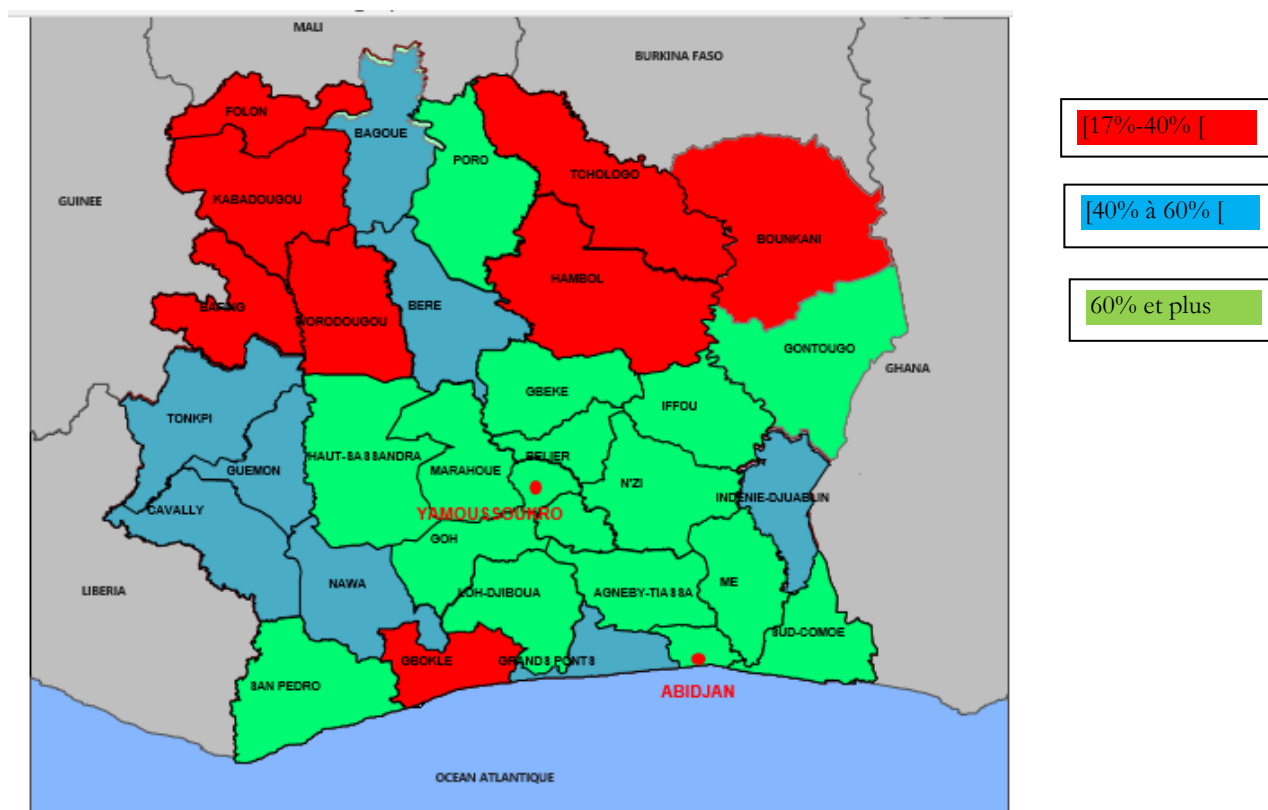 MALI
BURKINA FASO
FOLON
BAGOUE
[17%-40% [
PORO
TCHOLOGO
GUINEE
KABADOUGOU
[40% à 60% [
BOUNKANI
HAMBOL
BAFING
WORODOUGOU
BERE
60% et plus
GONTOUGO
GHANA
GBEKE
IFFOU
TONKPI
HAUT-SASSANDRA
BELIER
GUEMON
MARAHOUE
N'ZI
INDENIE-DJUABLIN
CAVALLY
YAMOUSSOUKRO
GOH
NAWA
LIBERIA
LOH-DJIBOUA
AGNEBY-TIASSA
ME
SUD-COMOE
GBOKLE
GRANDS PONTS
SAN PEDRO
ABIDJAN
OCEAN ATLANTIQUE